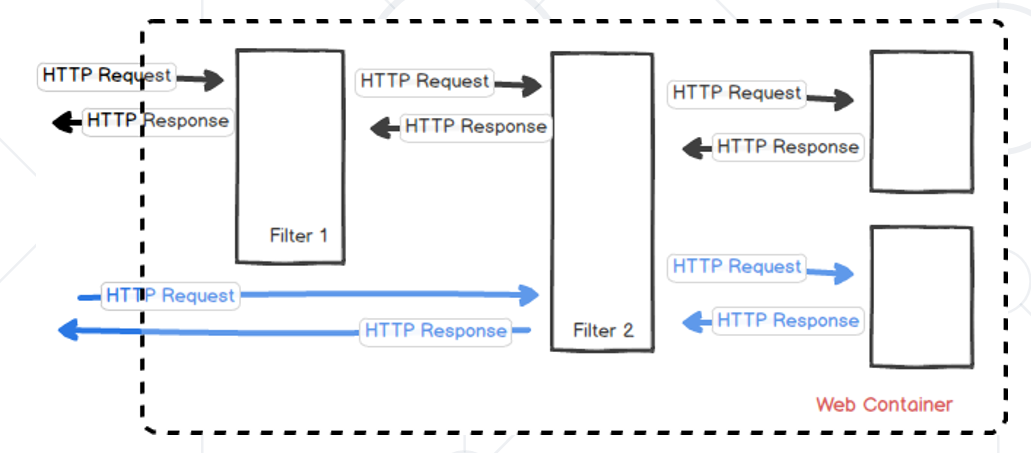 HTTP Request
HTTP Response
HTTP Request
HTTP Response
HTTP Request
HTTP Response
Filter 1
HTTP Request
HTTP Response
HTTP Request
HTTP Response
Filter 2
Web Container